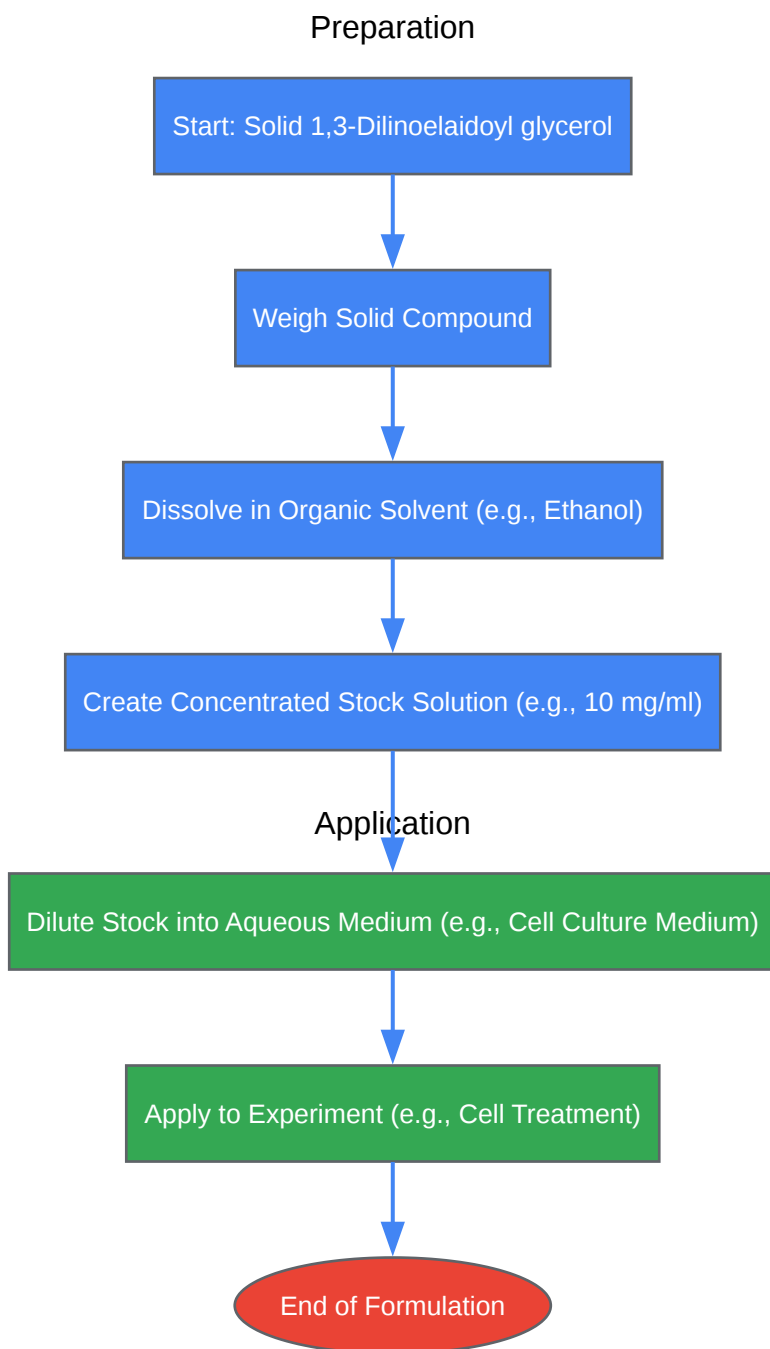 Preparation
Start: Solid 1,3-Dilinoelaidoyl glycerol
Weigh Solid Compound
Dissolve in Organic Solvent (e.g., Ethanol)
Create Concentrated Stock Solution (e.g., 10 mg/ml)
Application
Dilute Stock into Aqueous Medium (e.g., Cell Culture Medium)
Apply to Experiment (e.g., Cell Treatment)
End of Formulation